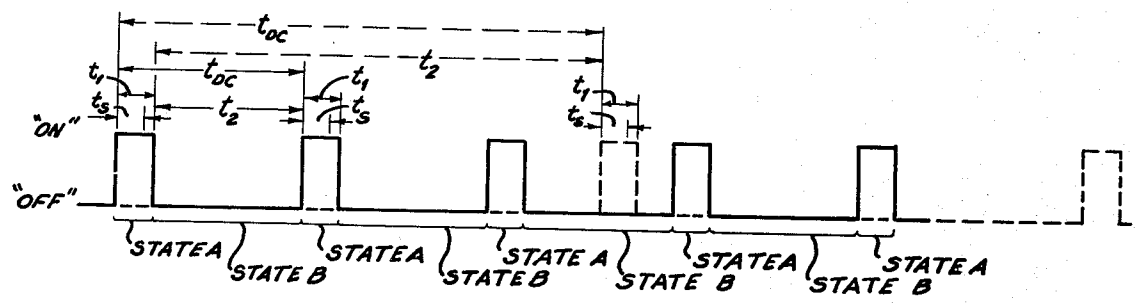 t_DC
t_2
t_DC
t_1
t_1
t_1
t_s
t_2
t_s
t_s
"ON"
"OFF"
STATE A
STATE B
STATE A
STATE B
STATE A
STATE B
STATE A
STATE B
STATE A